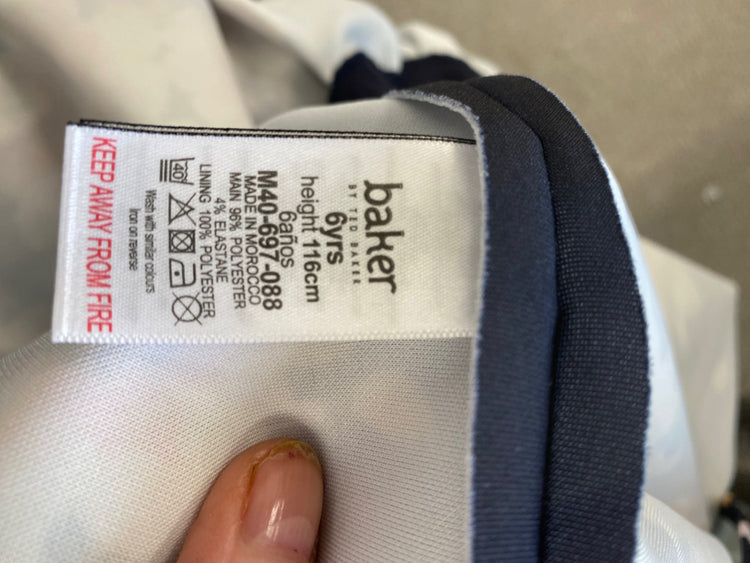 baker
BY TED BAKER
6yrs
height 116cm
6años
M40-697-088
MADE IN MOROCCO
MAIN 96% POLYESTER
4% ELASTANE
LINING 100% POLYESTER
40
Wash with similar colours
Iron on reverse
KEEP AWAY FROM FIRE